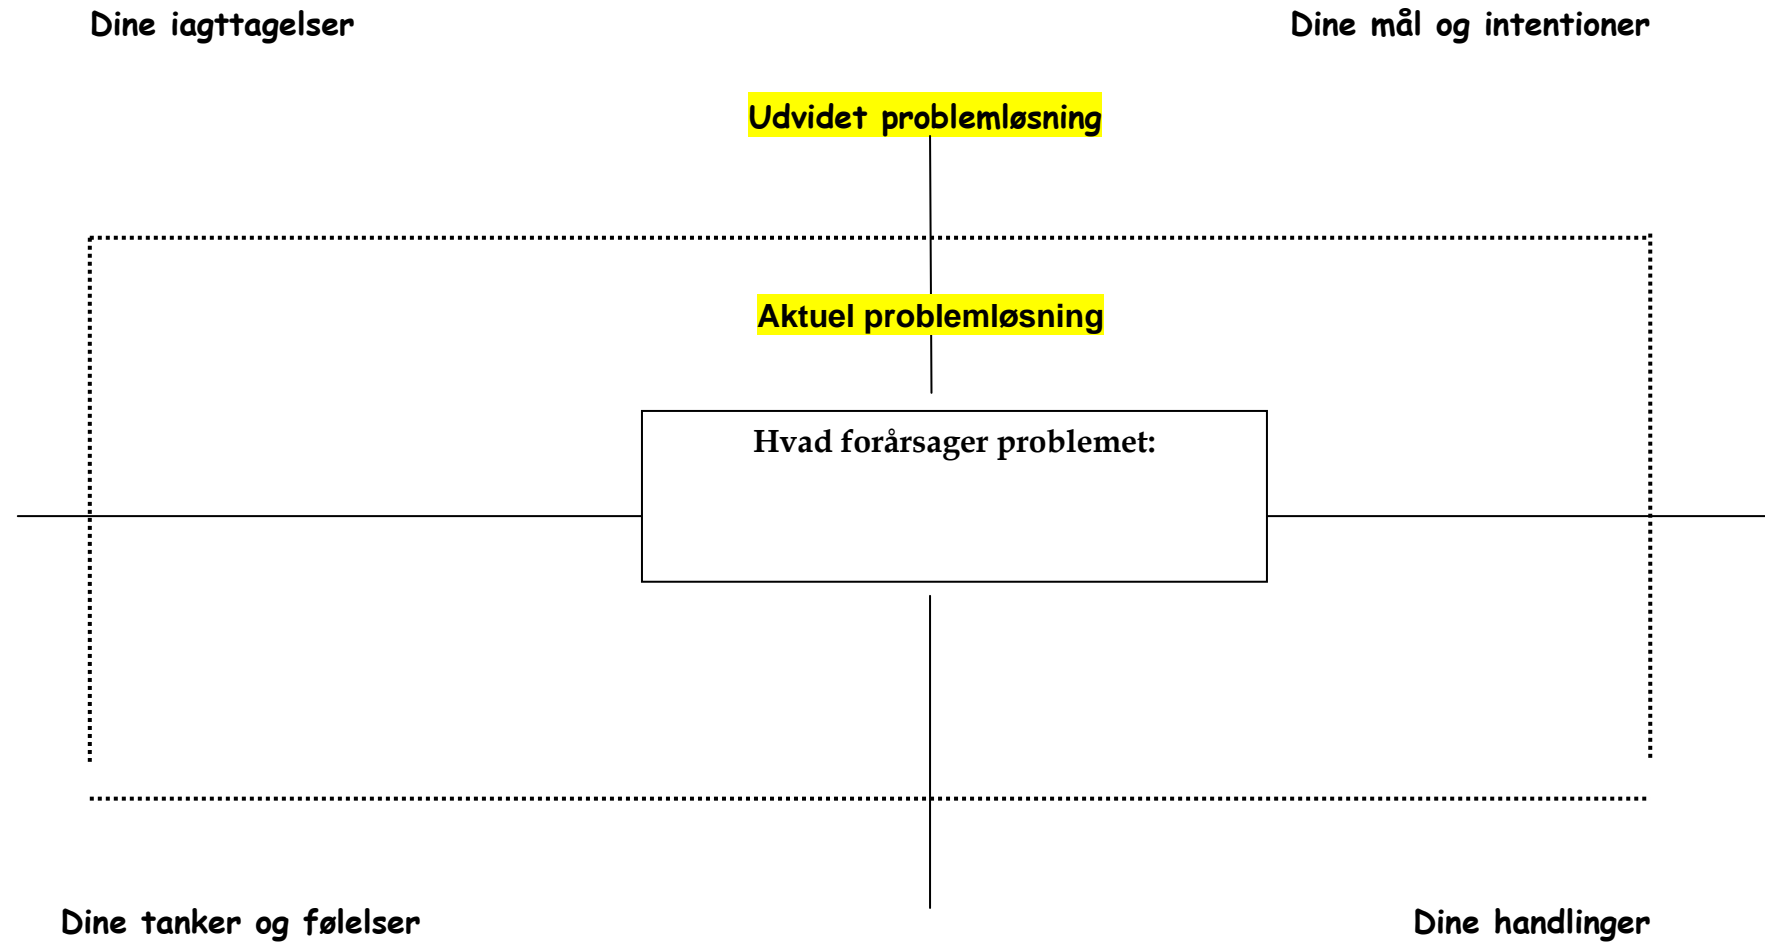 Dine iagttagelser
Dine mål og intentioner
Udvidet problemløsning
Aktuel problemløsning
Hvad forårsager problemet:
Dine tanker og følelser
Dine handlinger